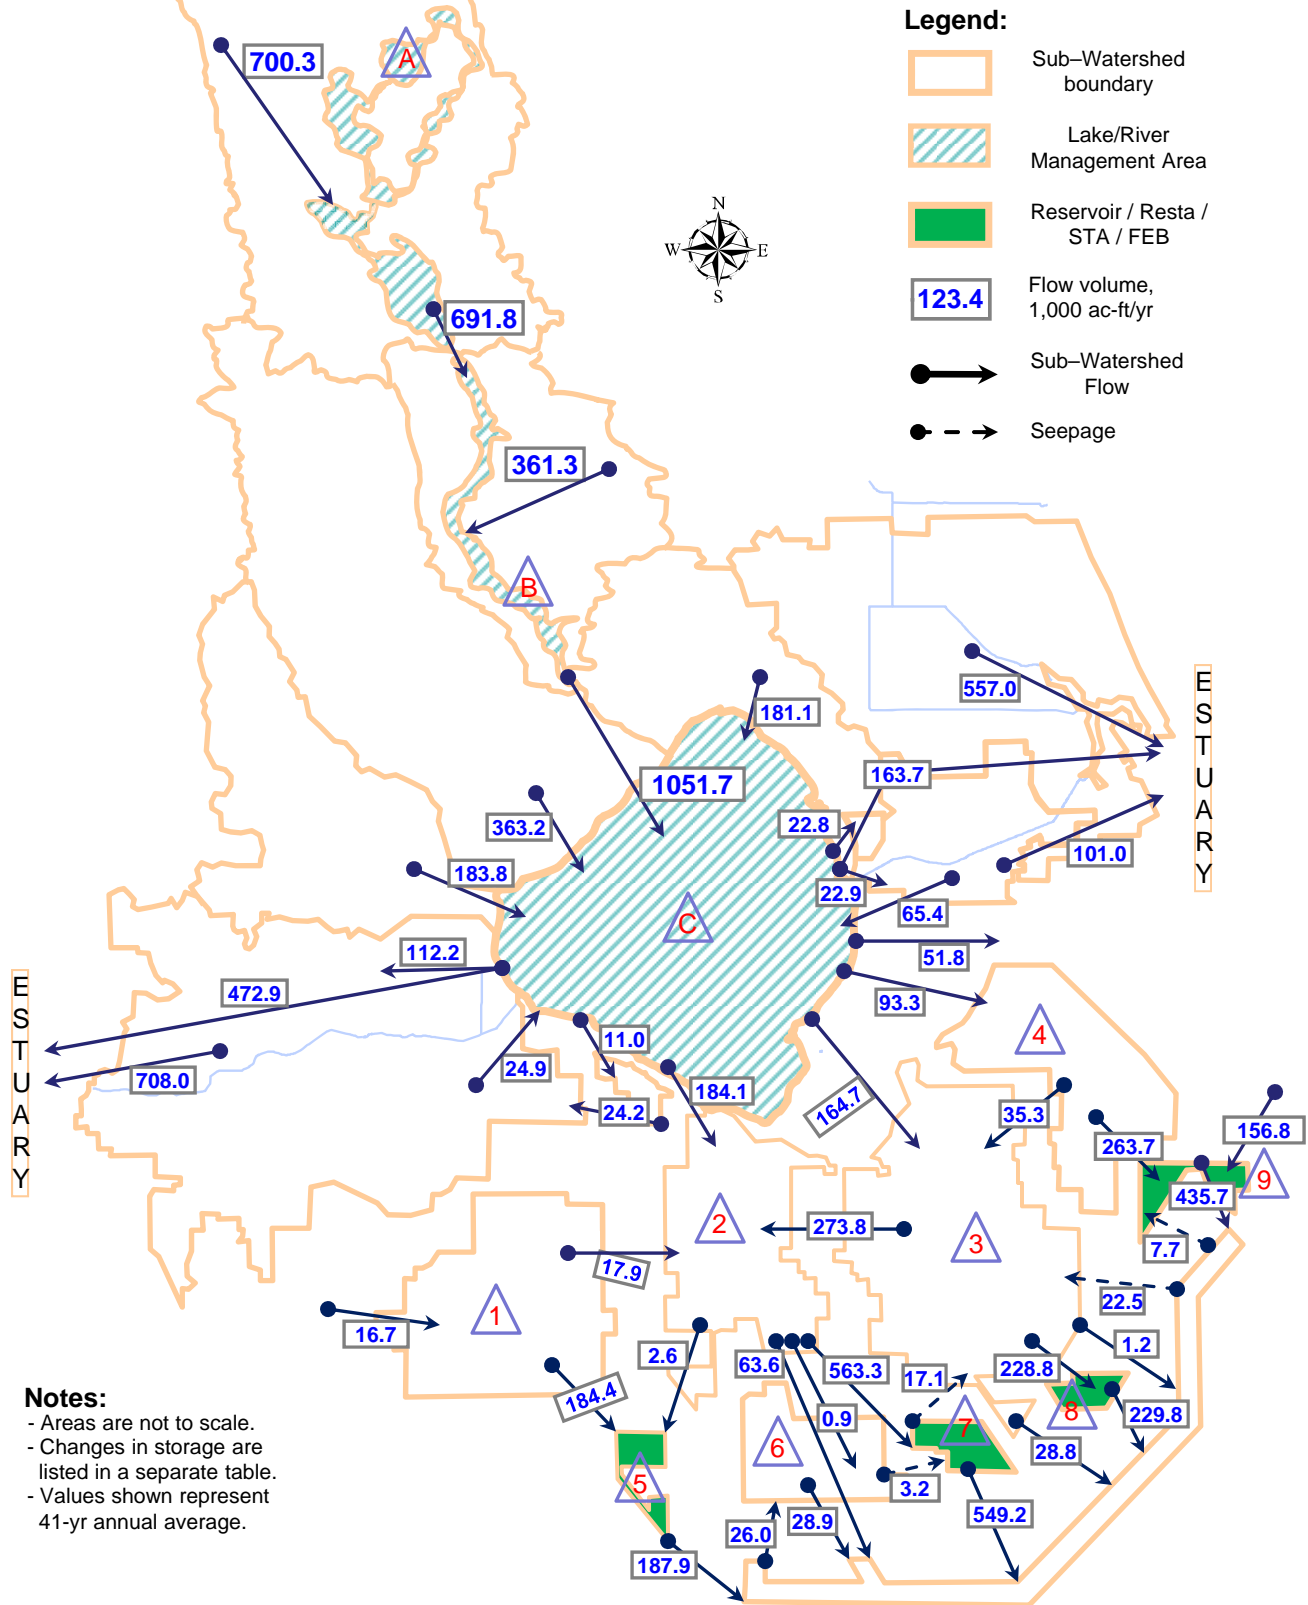 Legend:
Sub–Watershed
boundary
Lake/River
Management Area
Reservoir / Resta /
STA / FEB
123.4
Flow volume,
1,000 ac-ft/yr
Sub–Watershed
Flow
Seepage
N
W
E
S
700.3
A
691.8
361.3
B
557.0
181.1
163.7
1051.7
22.8
363.2
101.0
183.8
22.9
65.4
C
51.8
112.2
93.3
472.9
ESTUARY
ESTUARY
11.0
4
24.9
708.0
184.1
164.7
24.2
35.3
263.7
156.8
9
435.7
2
273.8
3
7.7
17.9
22.5
1
16.7
1.2
2.6
63.6
563.3
228.8
17.1
184.4
0.9
7
8
229.8
6
28.8
5
3.2
28.9
549.2
26.0
187.9
Notes:
- Areas are not to scale.
- Changes in storage are
listed in a separate table.
- Values shown represent
41-yr annual average.